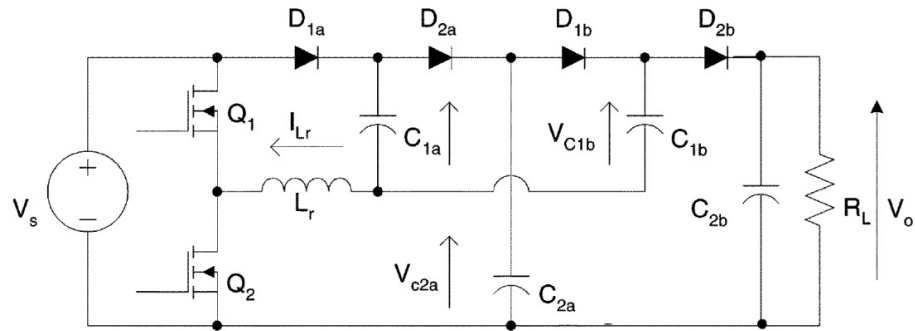 D1a D2a D1b D2b
Q1
ILr
C1a
VC1b
C1b
+
Vs
−
Lr
C2b
RL
Vo
Q2
Vc2a
C2a